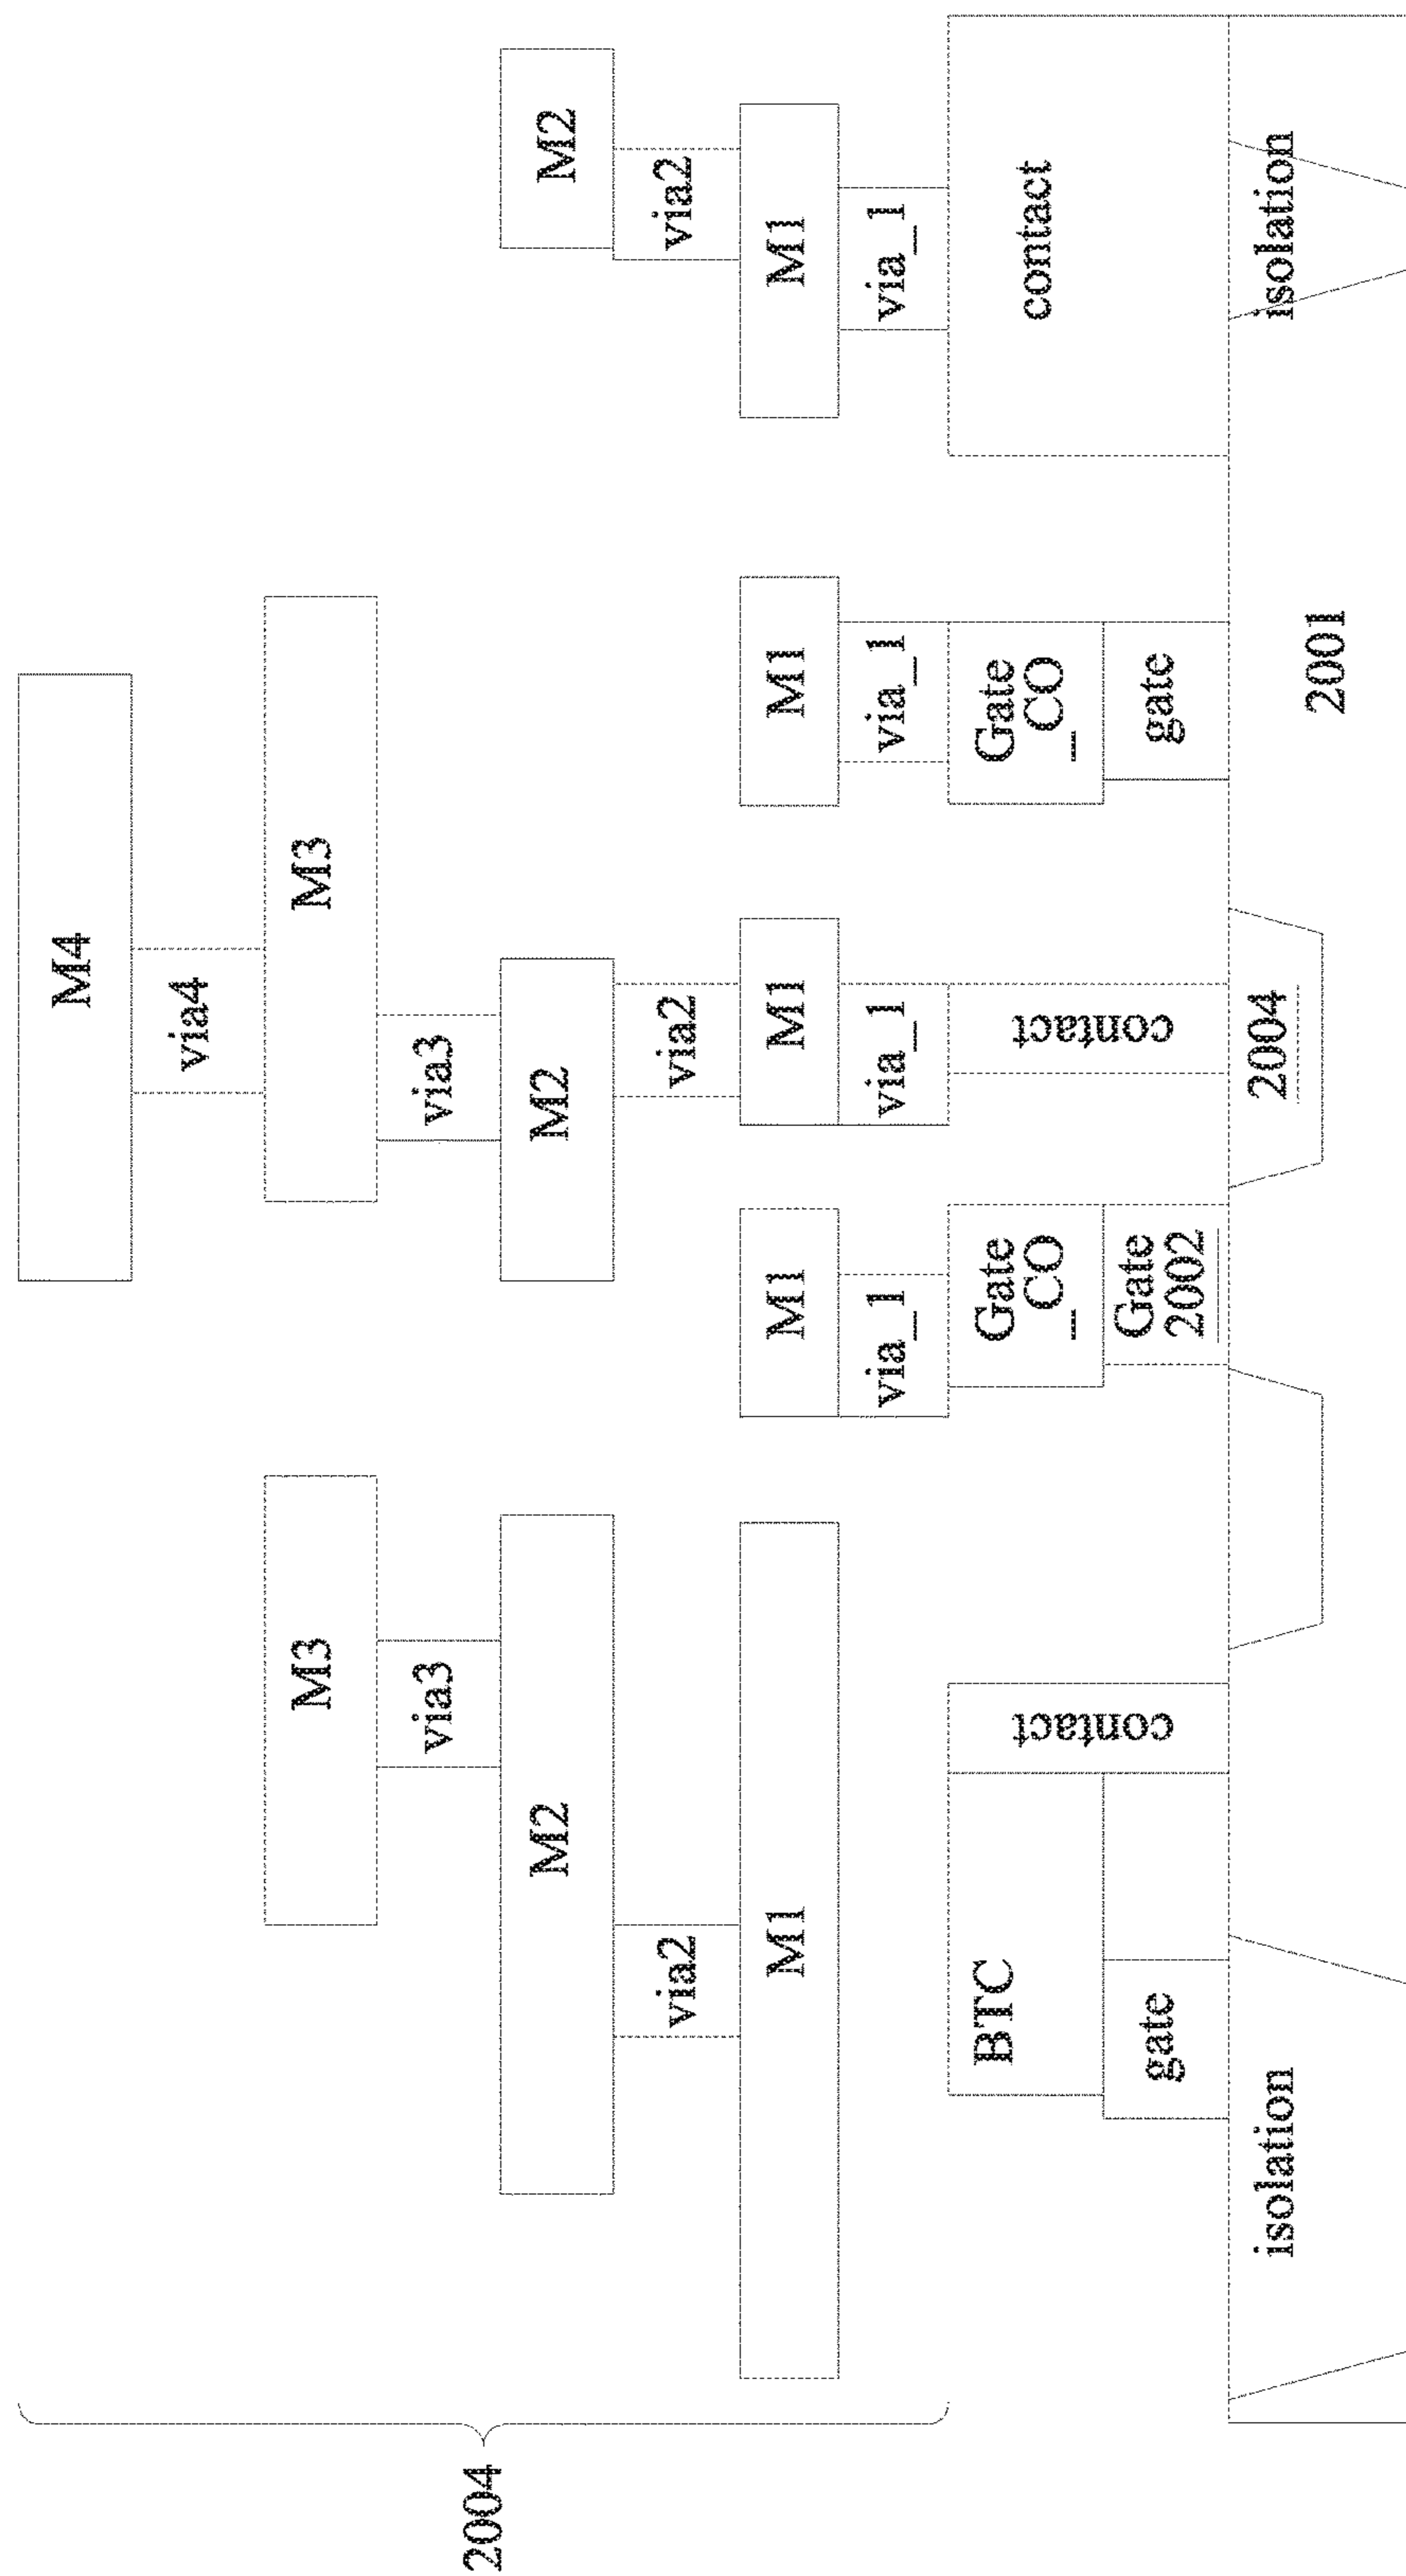 M4
via4
M3
M3
via3
via3
2004
M2
M2
M2
via2
via2
via2
M1
M1
M1
M1
M1
via_1
via_1
via_1
via_1
BTC
contact
Gate
_CO
contact
Gate
_CO
contact
gate
Gate
2002
gate
isolation
2004
isolation
2001